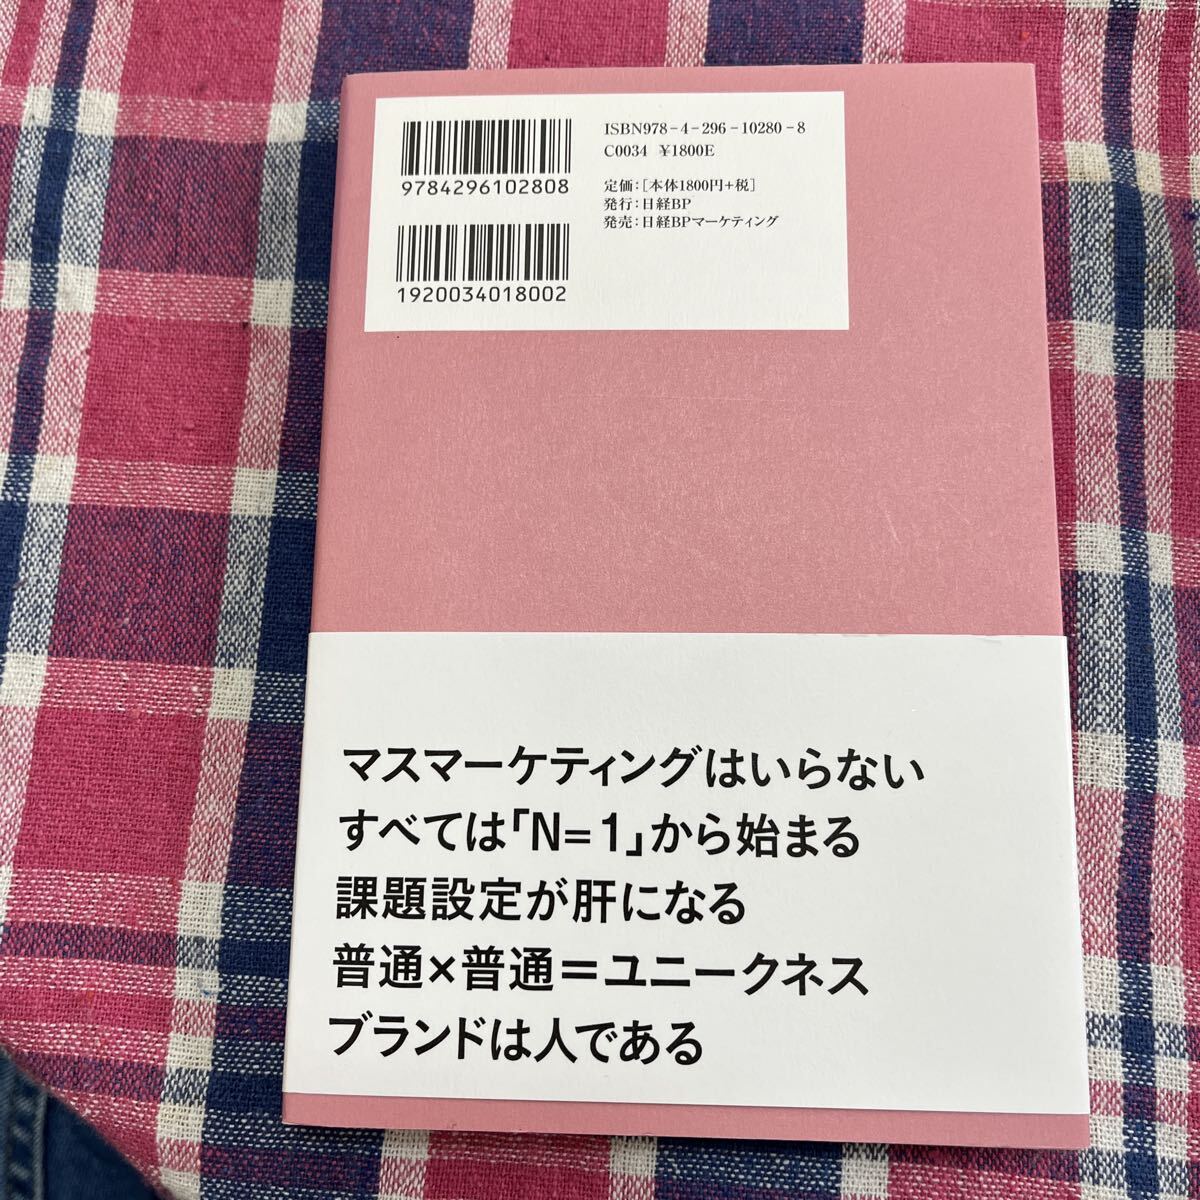 ISBN978-4-296-10280-8
C0034 ¥1800E
9784296102808
定価:[本体1800円+税]
発行:日経BP
発売:日経BPマーケティング
1920034018002
マスマーケティングはいらない
すべては「N=1」から始まる
課題設定が肝になる
普通×普通=ユニークネス
ブランドは人である